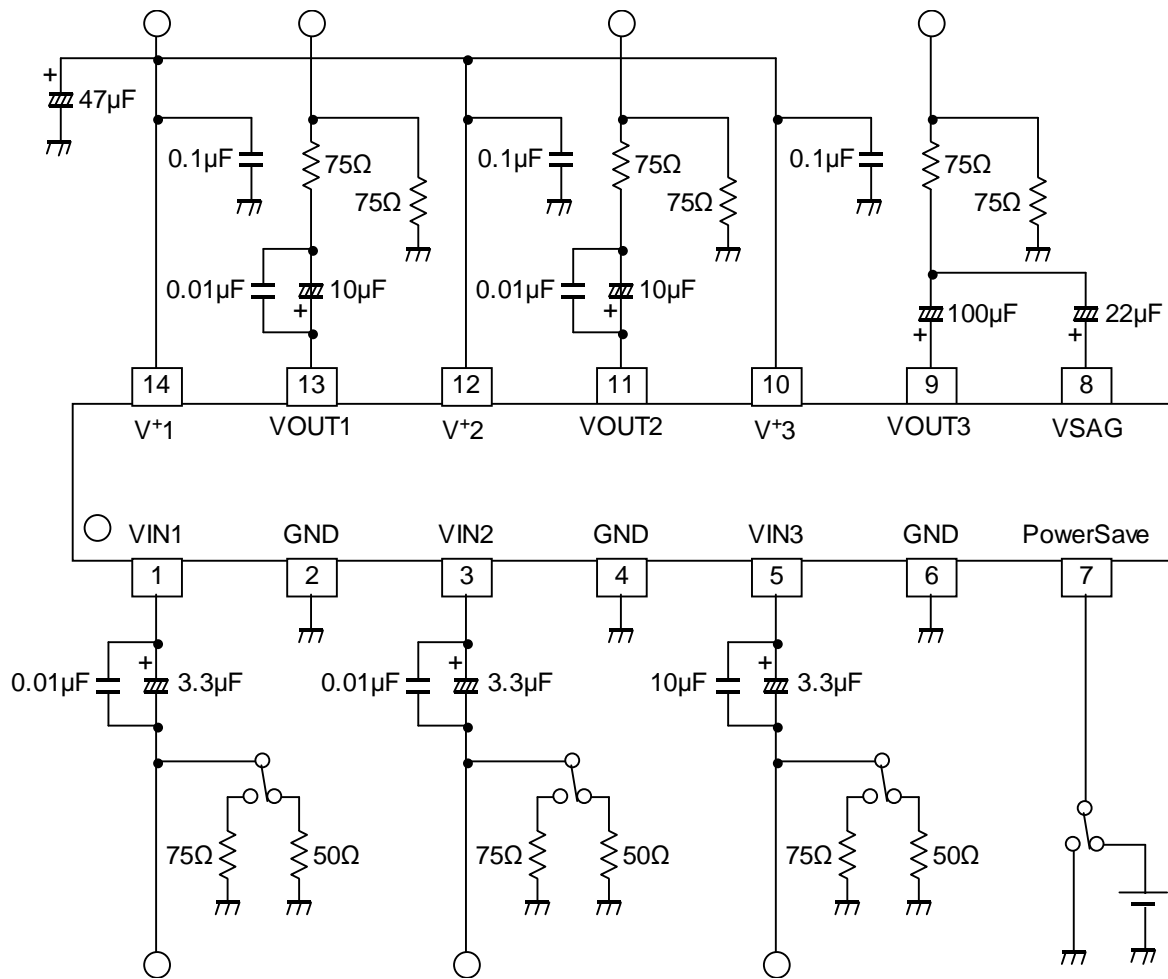 + 47μF
0.1μF 75Ω 0.1μF 75Ω 0.1μF 75Ω
75Ω 75Ω 75Ω
0.01μF 10μF 0.01μF 10μF 100μF 22μF
+ + + +
14 13 12 11 10 9 8
V+1 VOUT1 V+2 VOUT2 V+3 VOUT3 VSAG
VIN1 GND VIN2 GND VIN3 GND PowerSave
1 2 3 4 5 6 7
+ + +
0.01μF 3.3μF 0.01μF 3.3μF 10μF 3.3μF
75Ω 50Ω 75Ω 50Ω 75Ω 50Ω